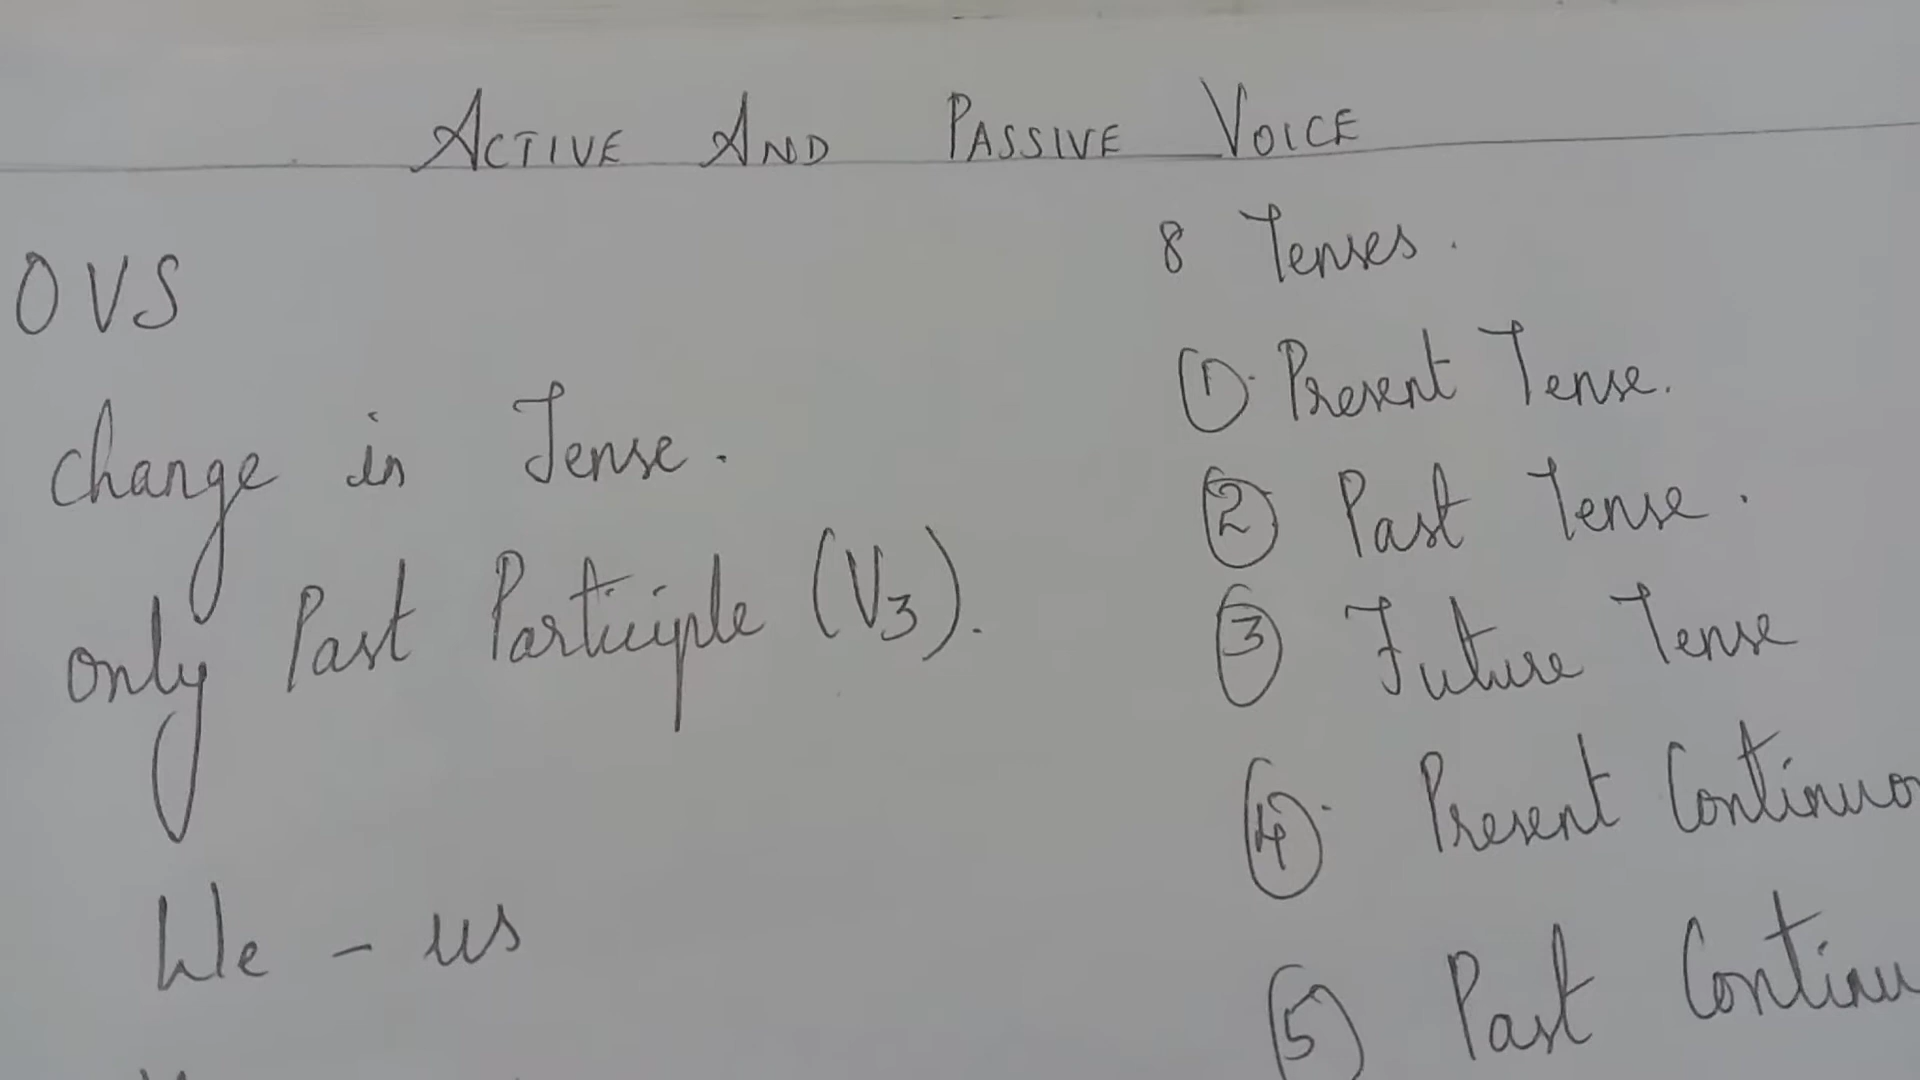 ACTIVE AND PASSIVE VOICE
OVS
change in Tense.
only Past Participle (V3).
We - us
8 Tenses.
1. Present Tense.
2 Past Tense.
3 Future Tense
4. Present Continuo
5 Past Continu